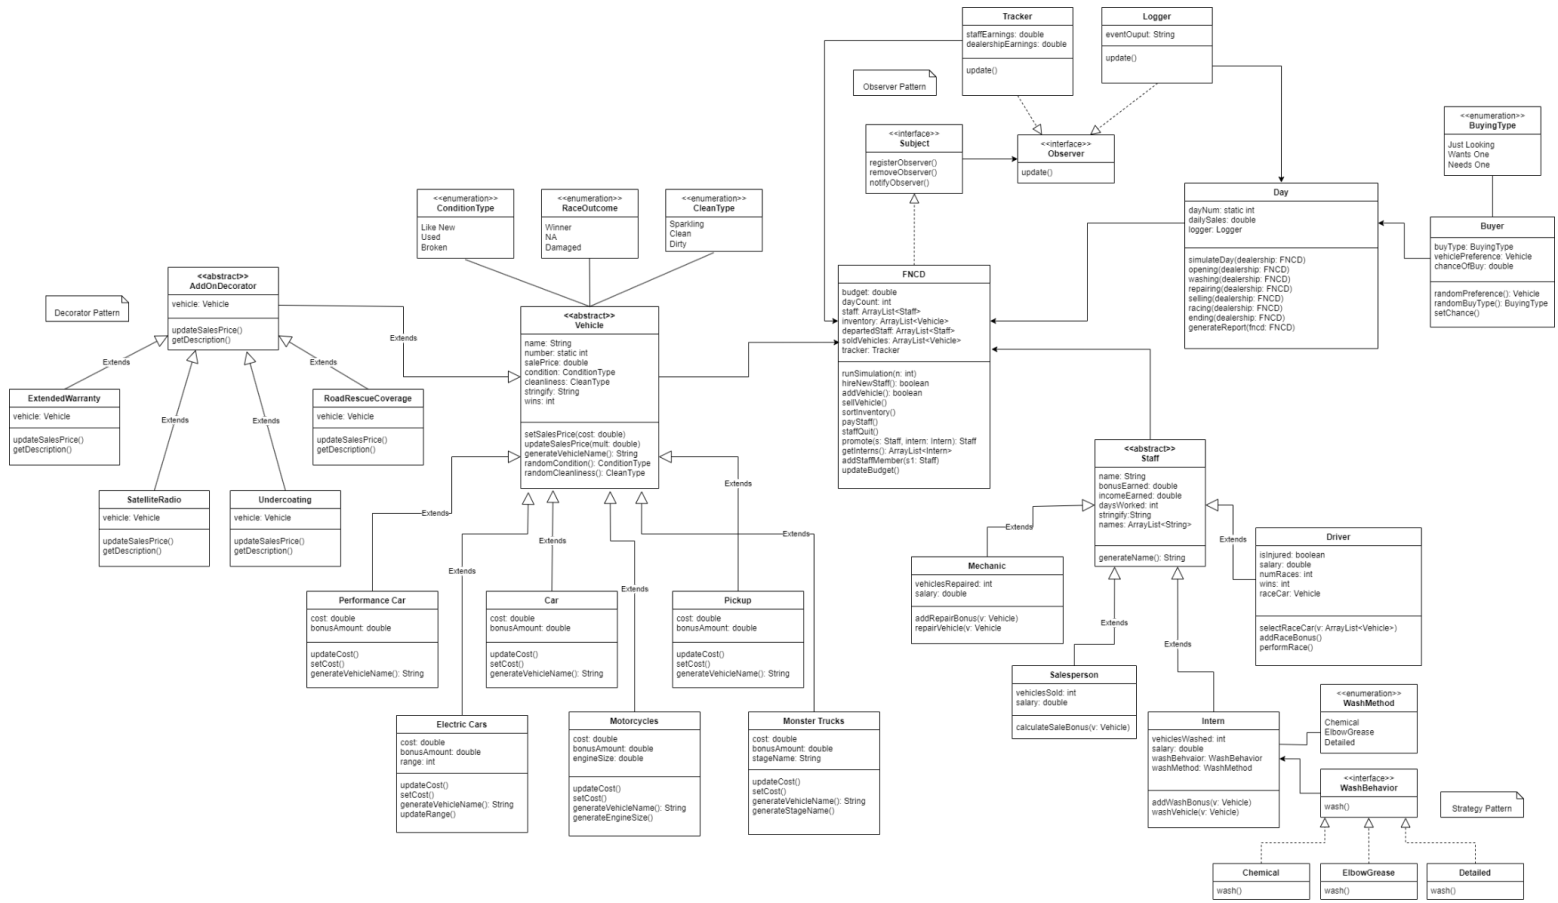 Tracker
staffEarnings: double
dealershipEarnings: double
update()
Logger
eventOuput: String
update()
Observer Pattern
<<interface>>
Subject
registerObserver()
removeObserver()
notifyObserver()
<<interface>>
Observer
update()
<<enumeration>>
BuyingType
Just Looking
Wants One
Needs One
Day
dayNum: static int
dailySales: double
logger: Logger
simulateDay(dealership: FNCD)
opening(dealership: FNCD)
washing(dealership: FNCD)
repairing(dealership: FNCD)
selling(dealership: FNCD)
racing(dealership: FNCD)
ending(dealership: FNCD)
generateReport(fncd: FNCD)
Buyer
buyType: BuyingType
vehiclePreference: Vehicle
chanceOfBuy: double
randomPreference(): Vehicle
randomBuyType(): BuyingType
setChance()
<<enumeration>>
ConditionType
Like New
Used
Broken
<<enumeration>>
RaceOutcome
Winner
NA
Damaged
<<enumeration>>
CleanType
Sparkling
Clean
Dirty
FNCD
budget: double
dayCount: int
staff: ArrayList<Staff>
inventory: ArrayList<Vehicle>
departedStaff: ArrayList<Staff>
soldVehicles: ArrayList<Vehicle>
tracker: Tracker
runSimulation(n: int)
hireNewStaff(): boolean
addVehicle(): boolean
sellVehicle()
sortInventory()
payStaff()
staffQuit()
promote(s: Staff, intern: Intern): Staff
getInterns(): ArrayList<Intern>
addStaffMember(s1: Staff)
updateBudget()
Decorator Pattern
<<abstract>>
AddOnDecorator
vehicle: Vehicle
updateSalesPrice()
getDescription()
Extends
<<abstract>>
Vehicle
name: String
number: static int
salePrice: double
condition: ConditionType
cleanliness: CleanType
stringify: String
wins: int
setSalesPrice(cost: double)
updateSalesPrice(mult: double)
generateVehicleName(): String
randomCondition(): ConditionType
randomCleanliness(): CleanType
Extends
Extends
Extends
Extends
ExtendedWarranty
vehicle: Vehicle
updateSalesPrice()
getDescription()
RoadRescueCoverage
vehicle: Vehicle
updateSalesPrice()
getDescription()
SatelliteRadio
vehicle: Vehicle
updateSalesPrice()
getDescription()
Undercoating
vehicle: Vehicle
updateSalesPrice()
getDescription()
Extends
Extends
Extends
Extends
Extends
Extends
Performance Car
cost: double
bonusAmount: double
updateCost()
setCost()
generateVehicleName(): String
Car
cost: double
bonusAmount: double
updateCost()
setCost()
generateVehicleName(): String
Pickup
cost: double
bonusAmount: double
updateCost()
setCost()
generateVehicleName(): String
Electric Cars
cost: double
bonusAmount: double
range: int
updateCost()
setCost()
generateVehicleName(): String
updateRange()
Motorcycles
cost: double
bonusAmount: double
engineSize: double
updateCost()
setCost()
generateVehicleName(): String
generateEngineSize()
Monster Trucks
cost: double
bonusAmount: double
stageName: String
updateCost()
setCost()
generateVehicleName(): String
generateStageName()
<<abstract>>
Staff
name: String
bonusEarned: double
incomeEarned: double
daysWorked: int
stringify:String
names: ArrayList<String>
generateName(): String
Extends
Extends
Extends
Extends
Mechanic
vehiclesRepaired: int
salary: double
addRepairBonus(v: Vehicle)
repairVehicle(v: Vehicle
Driver
isInjured: boolean
salary: double
numRaces: int
wins: int
raceCar: Vehicle
selectRaceCar(v: ArrayList<Vehicle>)
addRaceBonus()
performRace()
Salesperson
vehiclesSold: int
salary: double
calculateSaleBonus(v: Vehicle)
Intern
vehiclesWashed: int
salary: double
washBehvaior: WashBehavior
washMethod: WashMethod
addWashBonus(v: Vehicle)
washVehicle(v: Vehicle)
<<enumeration>>
WashMethod
Chemical
ElbowGrease
Detailed
<<interface>>
WashBehavior
wash()
Strategy Pattern
Chemical
wash()
ElbowGrease
wash()
Detailed
wash()